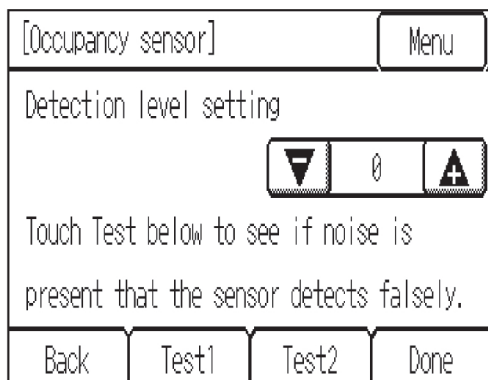 [Occupancy sensor] Menu
Detection level setting
▼ 0 ▲
Touch Test below to see if noise is
present that the sensor detects falsely.
Back Test1 Test2 Done